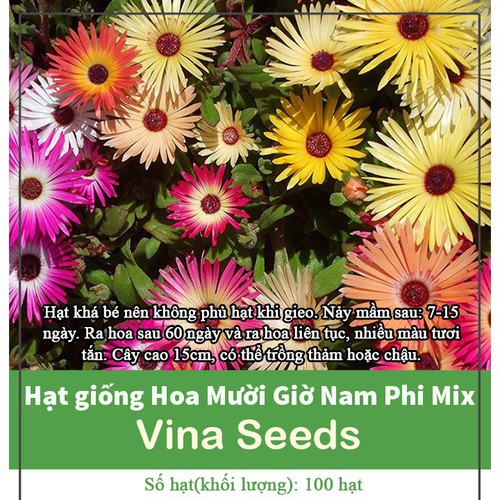 Hạt khá bé nên không phủ hạt khi gieo. Nảy mầm sau: 7-15
ngày. Ra hoa sau 60 ngày và ra hoa liên tục, nhiều màu tươi
tắn. Cây cao 15cm, có thể trồng thảm hoặc chậu.
Hạt giống Hoa Mười Giờ Nam Phi Mix
Vina Seeds
Số hạt(khối lượng): 100 hạt